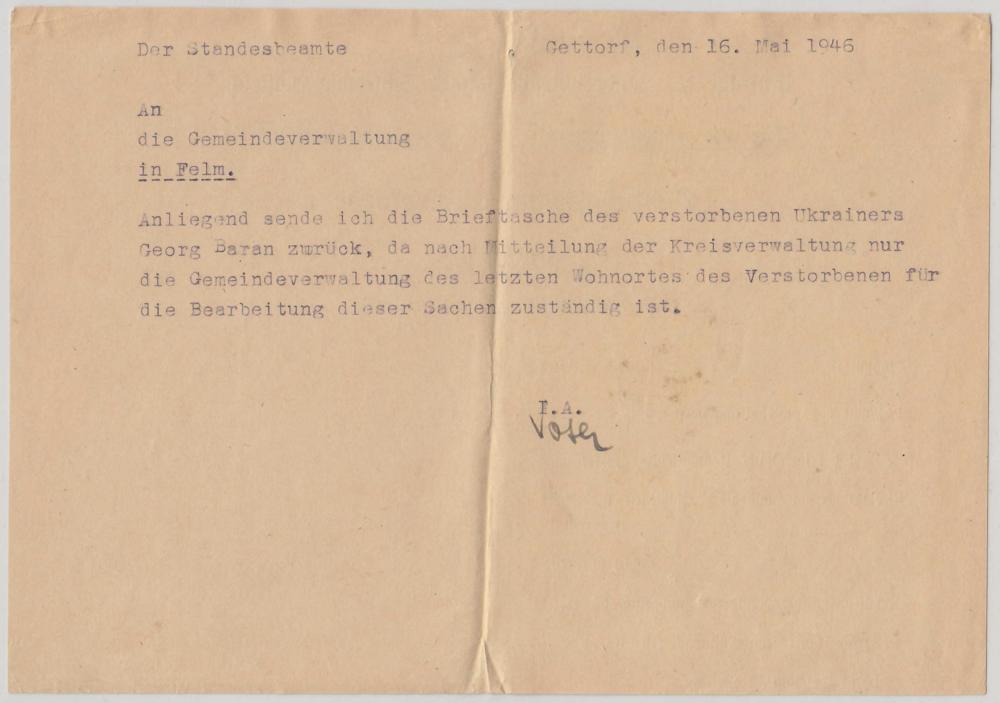 Der Standesbeamte Gettorf, den 16. Mai 1946
An
die Gemeindeverwaltung
in Felm.
Anliegend sende ich die Brieftasche des verstorbenen Ukrainers
Georg Baran zurück, da nach Mitteilung der Kreisverwaltung nur
die Gemeindeverwaltung des letzten Wohnortes des Verstorbenen für
die Bearbeitung dieser Sachen zuständig ist.
I.A.